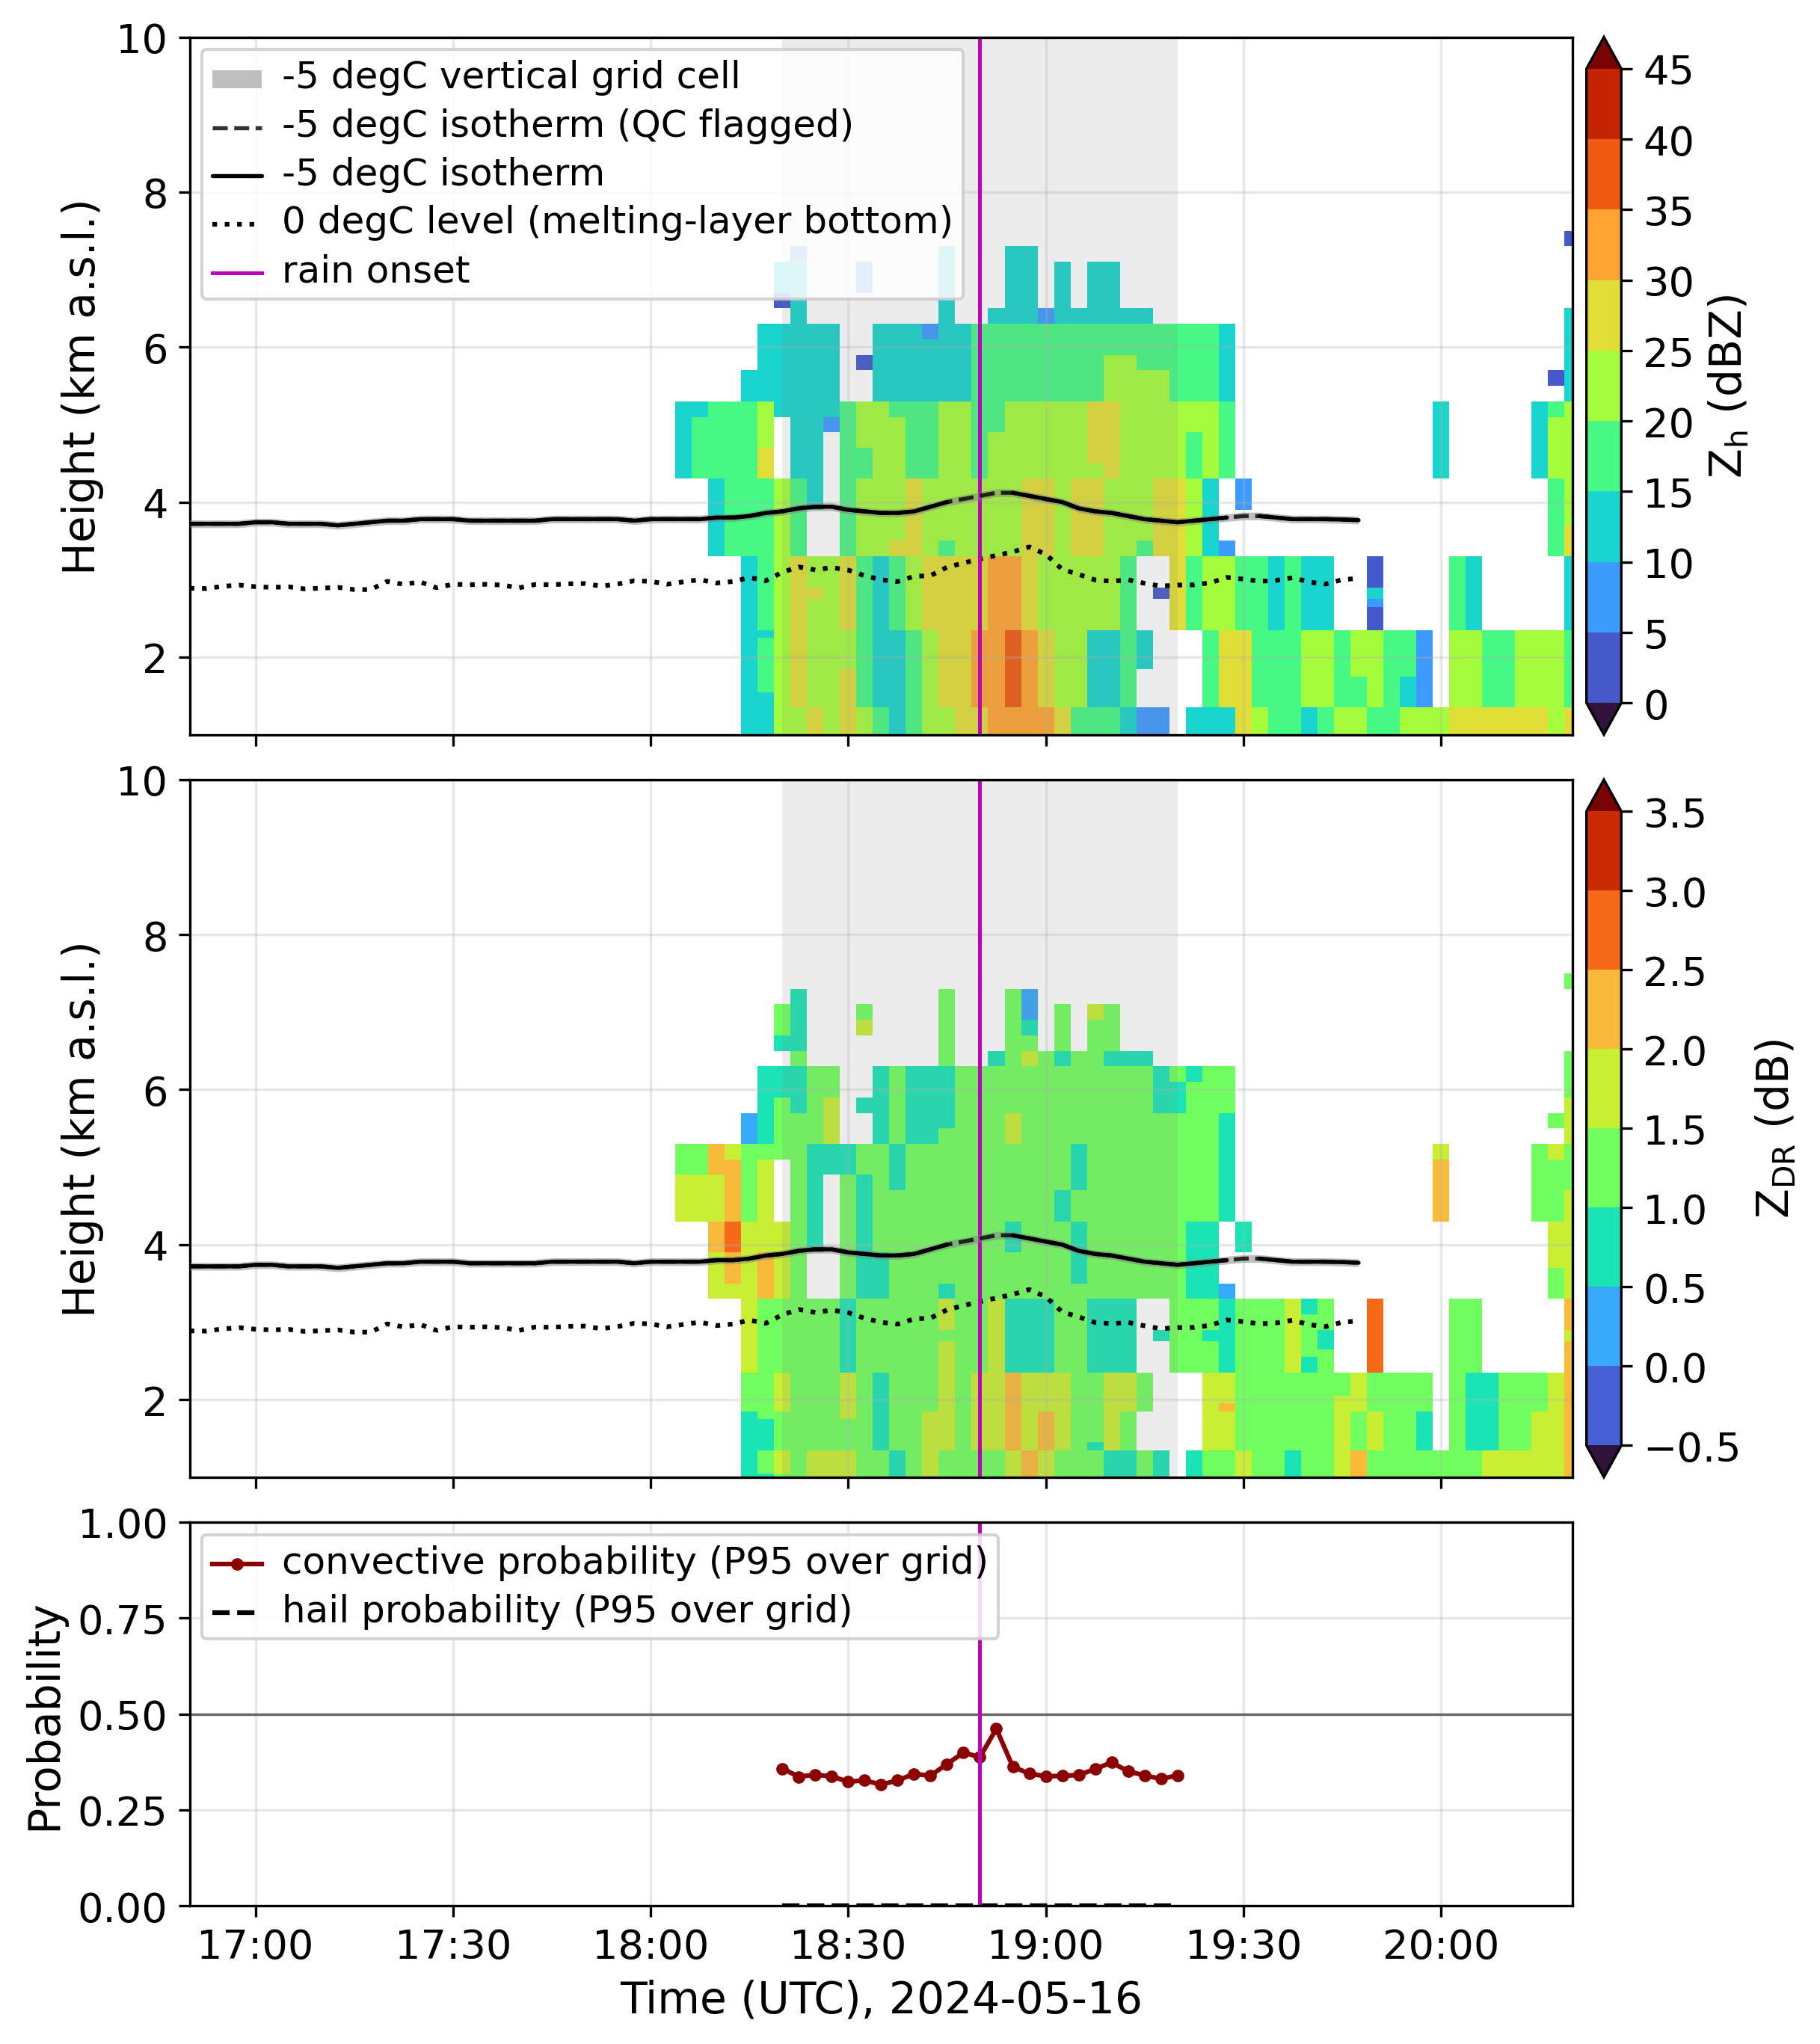 10
8
6
4
2
Height (km a.s.l.)
-5 degC vertical grid cell
-5 degC isotherm (QC flagged)
-5 degC isotherm
0 degC level (melting-layer bottom)
rain onset
45
40
35
30
25
20
15
10
5
0
Zh (dBZ)
10
8
6
4
2
Height (km a.s.l.)
3.5
3.0
2.5
2.0
1.5
1.0
0.5
0.0
−0.5
ZDR (dB)
1.00
0.75
0.50
0.25
0.00
Probability
convective probability (P95 over grid)
hail probability (P95 over grid)
17:00 17:30 18:00 18:30 19:00 19:30 20:00
Time (UTC), 2024-05-16